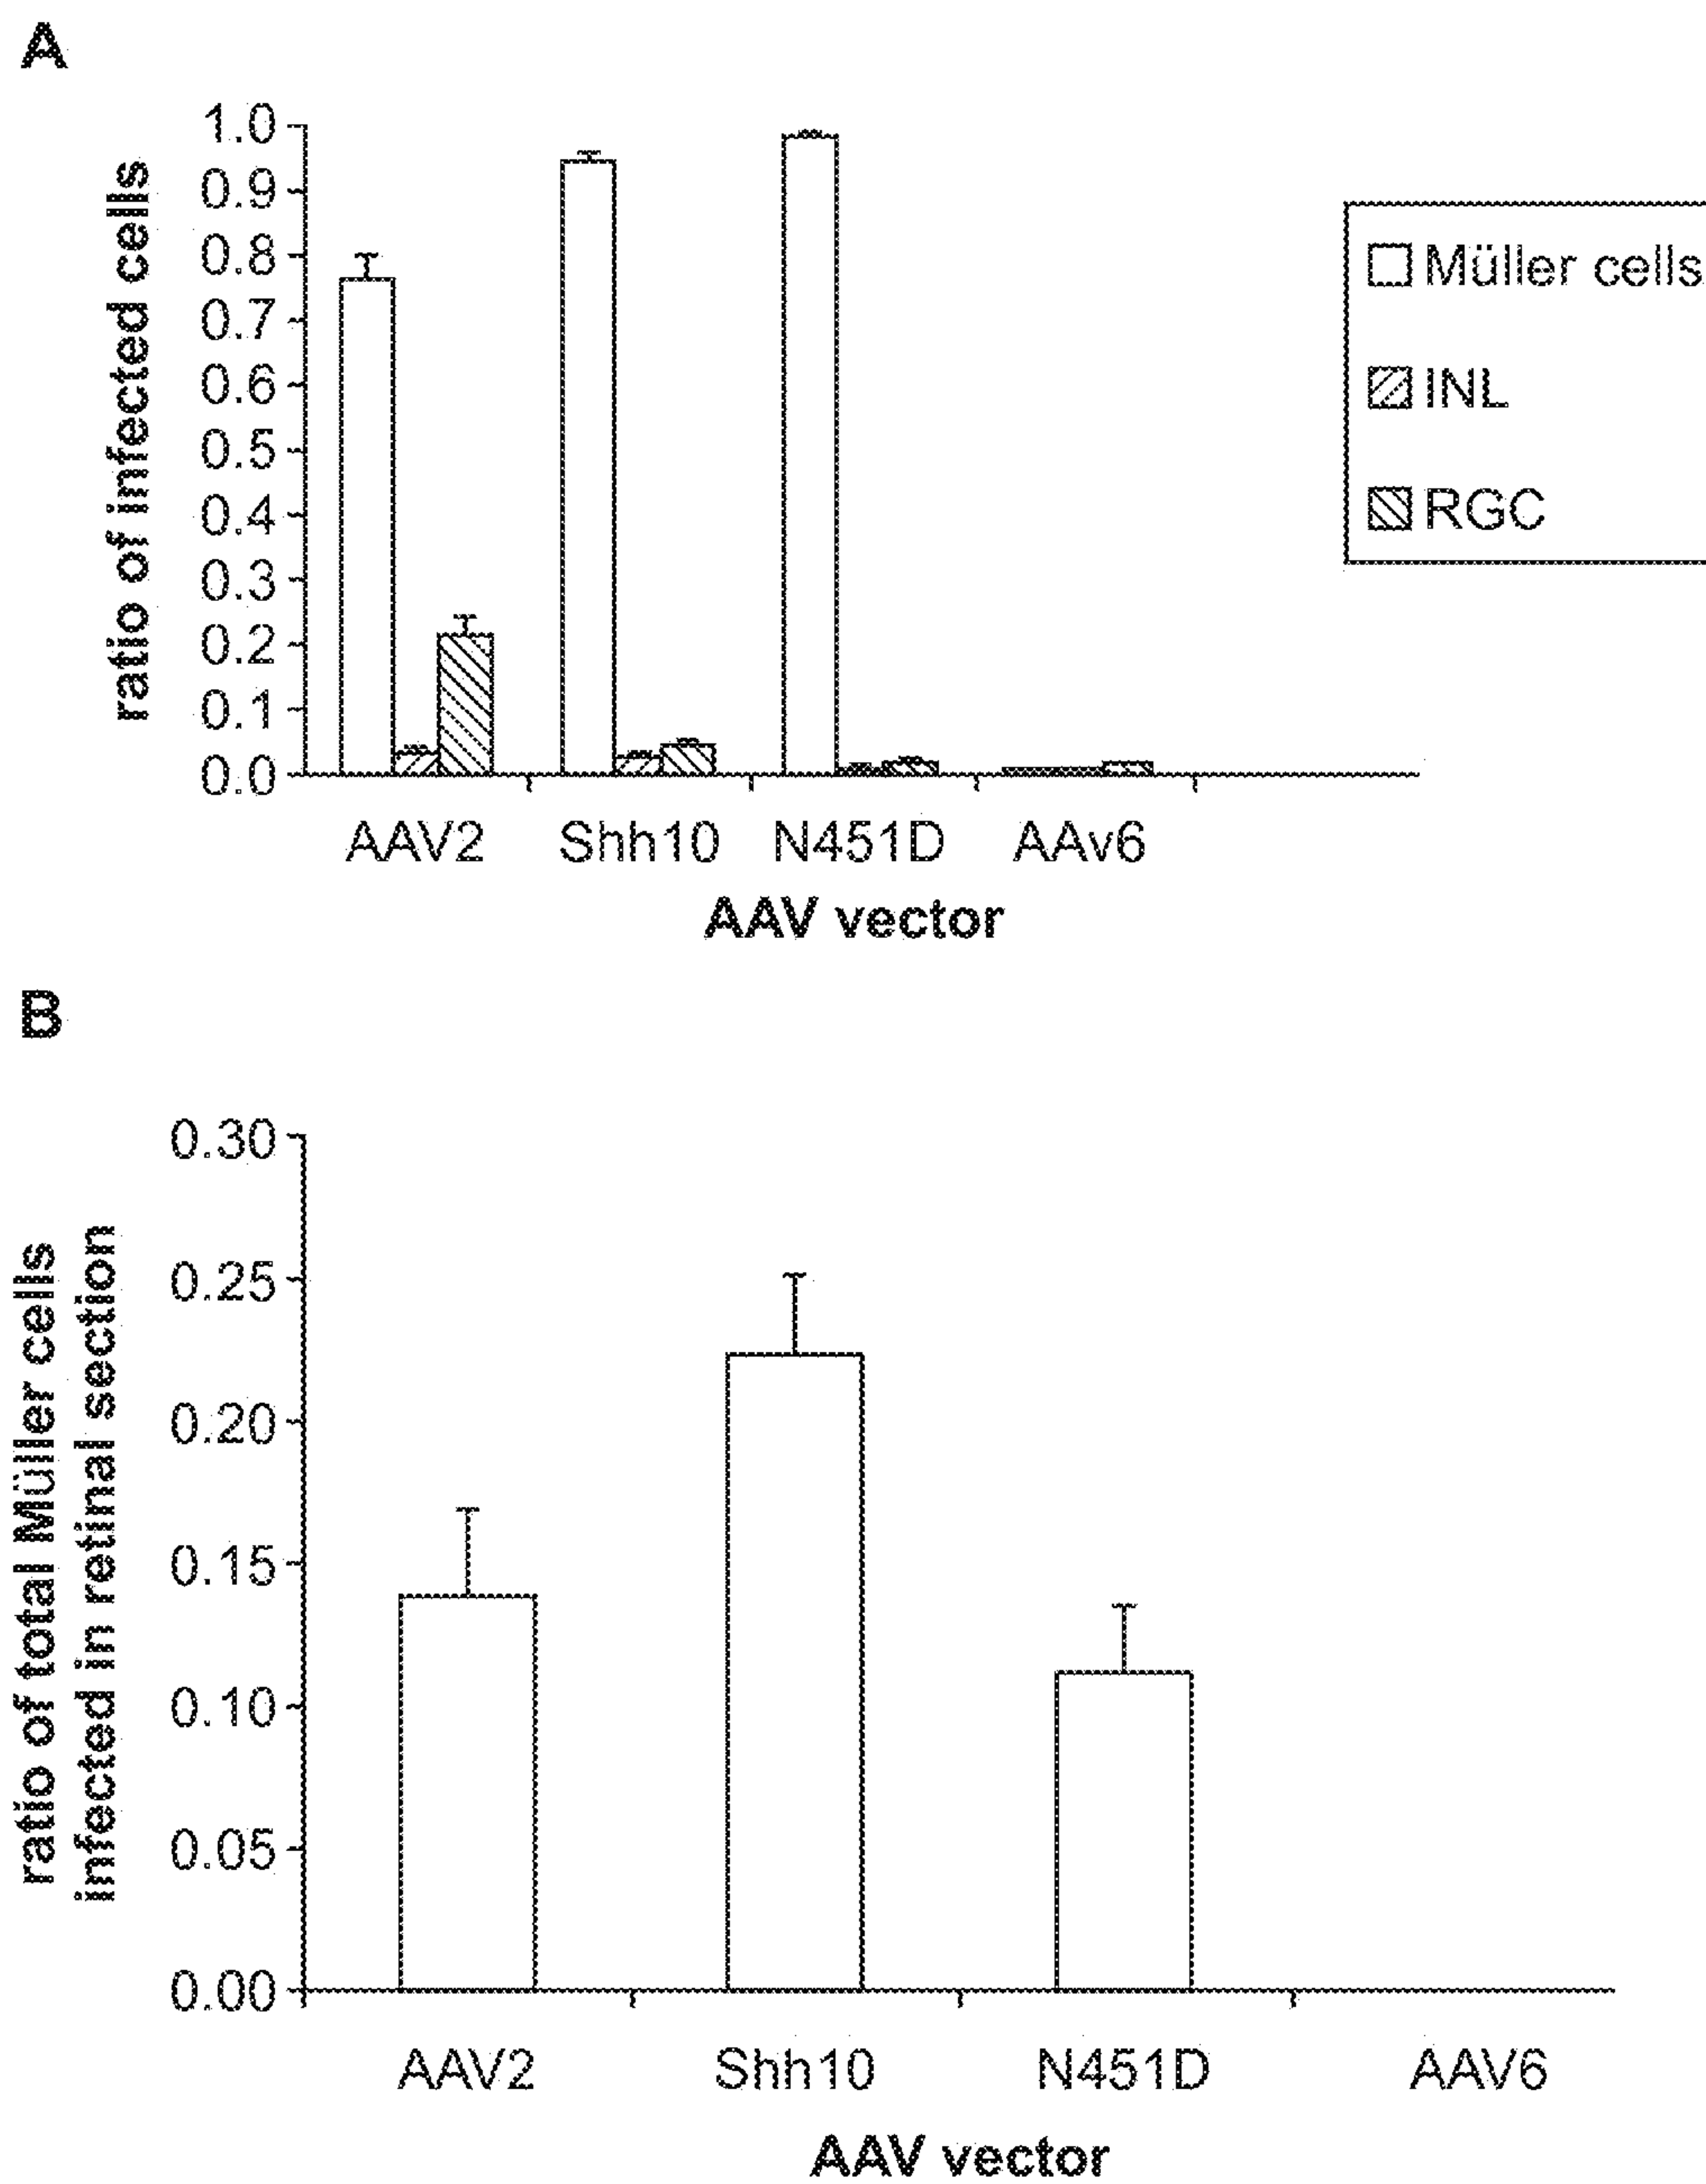 A
ratio of infected cells
1.0
0.9
0.8
0.7
0.6
0.5
0.4
0.3
0.2
0.1
0.0
AAV2 Shh10 N451D AAv6
AAV vector
Müller cells
INL
RGC
B
ratio of total Müller cells
infected in retinal section
0.30
0.25
0.20
0.15
0.10
0.05
0.00
AAV2 Shh10 N451D AAV6
AAV vector